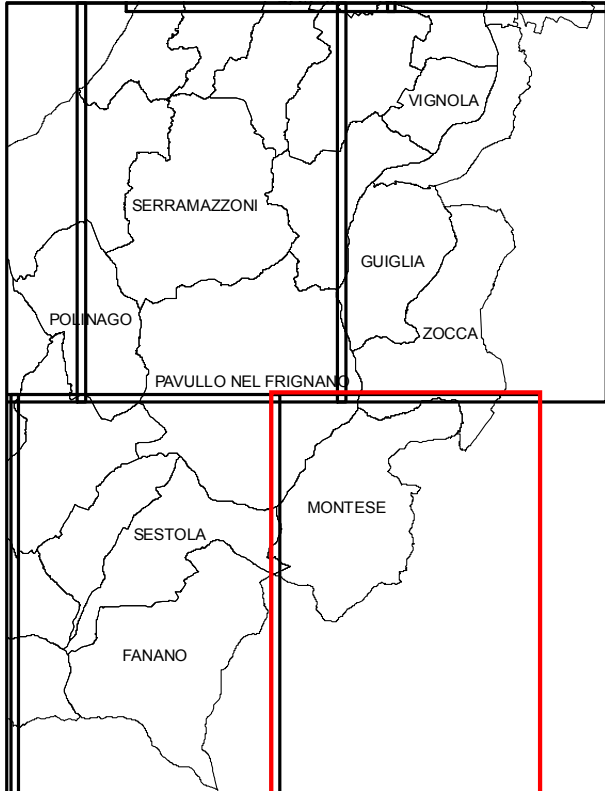 VIGNOLA
SERRAMAZZONI
GUIGLIA
POLINAGO
ZOCCA
PAVULLO NEL FRIGNANO
MONTESE
SESTOLA
FANANO